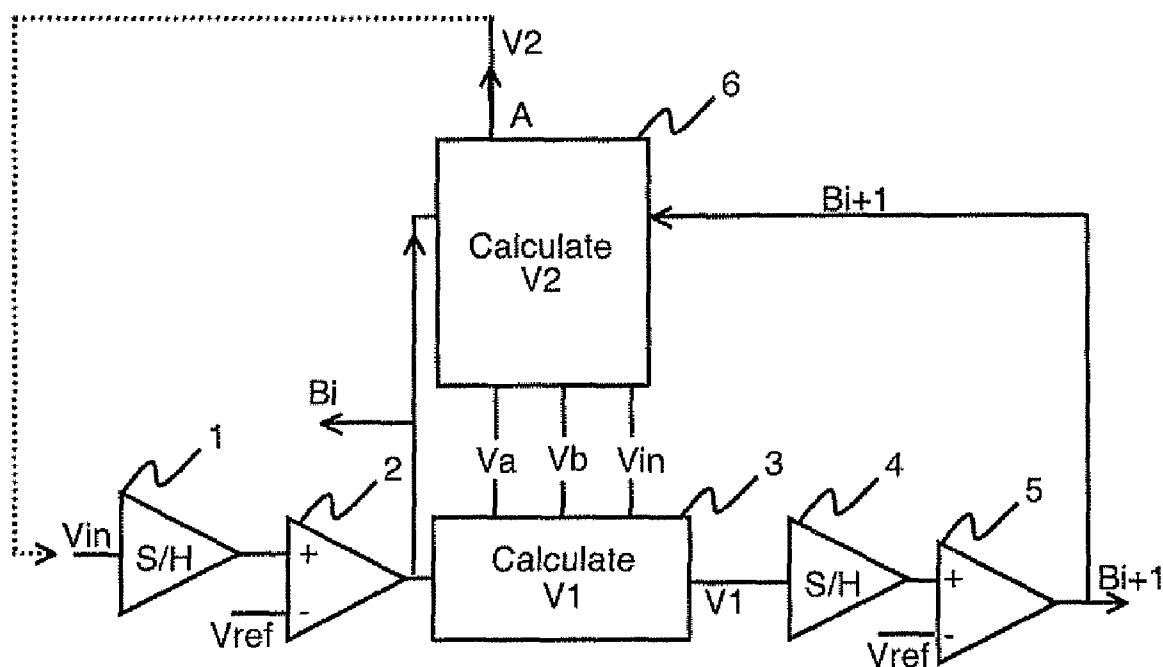 V2
6
A
Bi+1
Calculate
V2
Bi
1
2
Va
Vb
Vin
3
4
5
Vin
S/H
+
-
Vref
Calculate
V1
V1
S/H
+
-
Vref
Bi+1